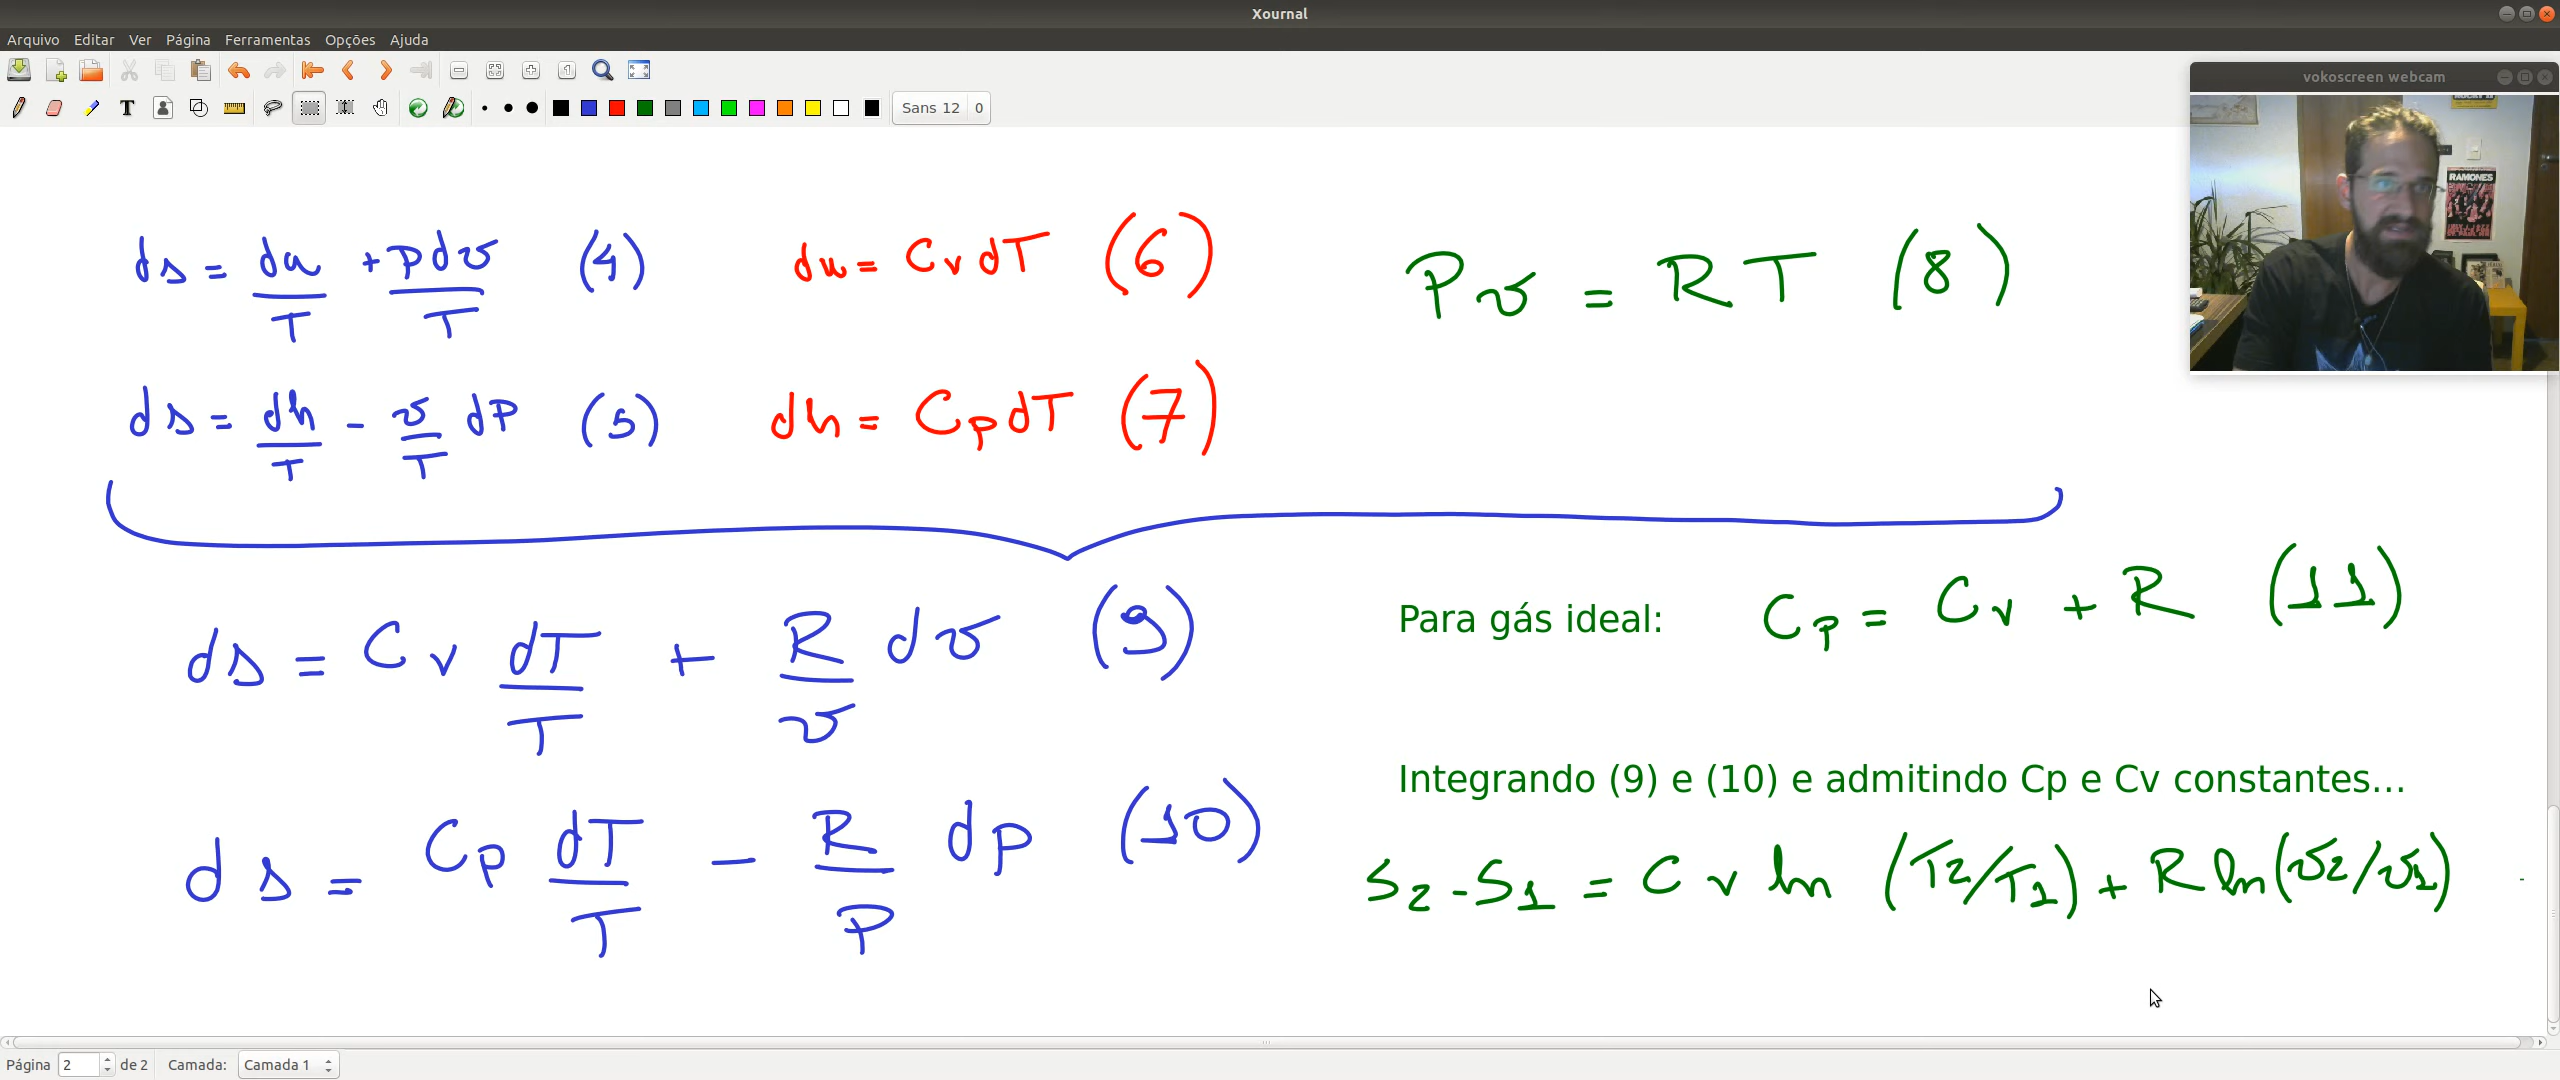 Xournal
Arquivo Editar Ver Página Ferramentas Opções Ajuda
vokoscreen webcam
Sans 12 0
RAMONES
ds = du/T + pdv/T (4)
du = Cv dT (6)
Pv = RT (8)
ds = dh/T - v/T dP (5)
dh = Cp dT (7)
ds = Cv dT/T + R/v dv (9)
Para gás ideal: Cp = Cv + R (11)
Integrando (9) e (10) e admitindo Cp e Cv constantes...
ds = Cp dT/T - R/P dp (10)
S2 - S1 = Cv ln (T2/T1) + R ln(v2/v1)
Página 2 de 2 Camada: Camada 1